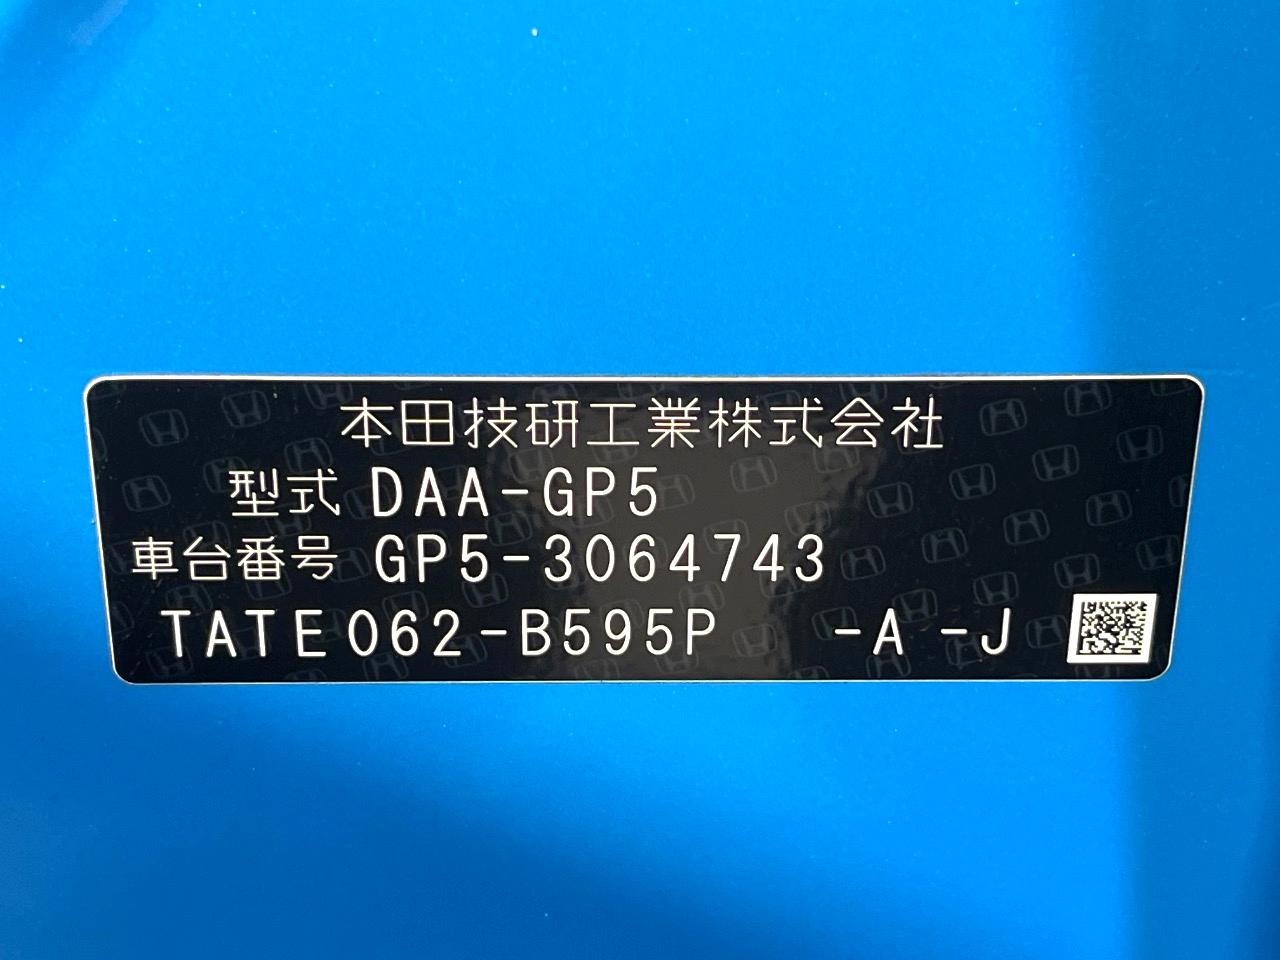 本田技研工業株式会社
型式 DAA-GP5
車台番号 GP5-3064743
TATE062-B595P -A -J